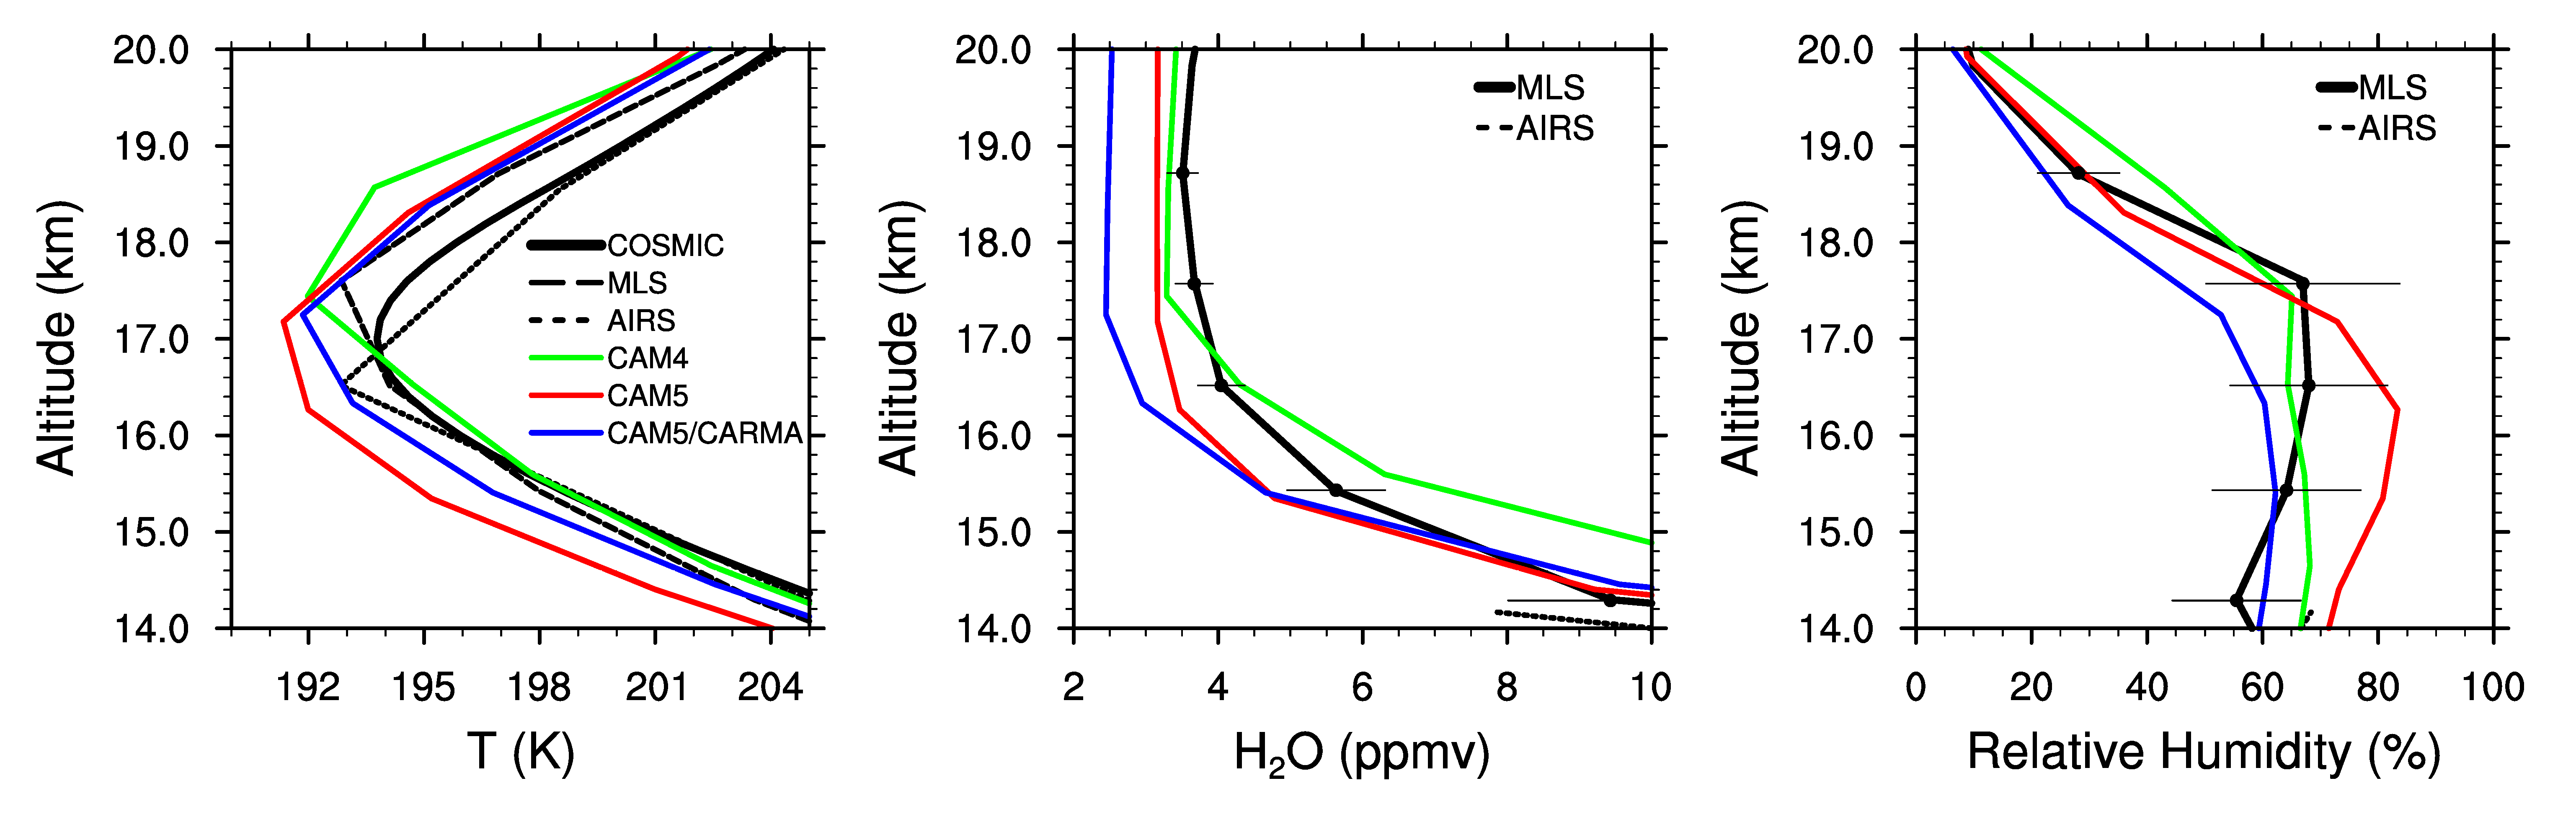 20.0
19.0
18.0
17.0
16.0
15.0
14.0
Altitude (km)
COSMIC
MLS
AIRS
CAM4
CAM5
CAM5/CARMA
192 195 198 201 204
T (K)
20.0
19.0
18.0
17.0
16.0
15.0
14.0
Altitude (km)
MLS
AIRS
2 4 6 8 10
H₂O (ppmv)
20.0
19.0
18.0
17.0
16.0
15.0
14.0
Altitude (km)
MLS
AIRS
0 20 40 60 80 100
Relative Humidity (%)